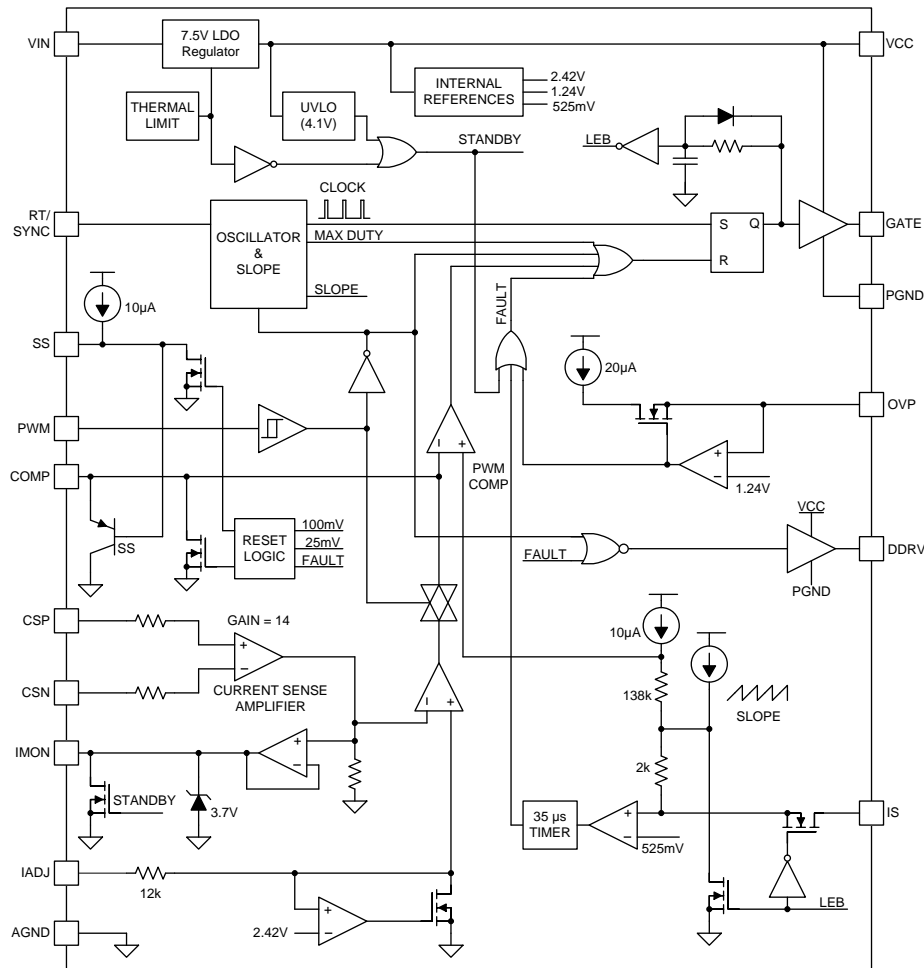 7.5V LDO
Regulator
VIN
VCC
THERMAL
LIMIT
UVLO
(4.1V)
INTERNAL
REFERENCES
2.42V
1.24V
525mV
STANDBY
LEB
RT/
SYNC
OSCILLATOR
&
SLOPE
CLOCK
MAX DUTY
SLOPE
S
Q
R
GATE
PGND
10µA
SS
FAULT
20µA
OVP
PWM
COMP
PWM
COMP
+
1.24V
SS
RESET
LOGIC
100mV
25mV
FAULT
FAULT
VCC
PGND
DDRV
CSP
GAIN = 14
+
−
CSN
CURRENT SENSE
AMPLIFIER
− +
10µA
138k
SLOPE
2k
IMON
+
−
STANDBY
3.7V
35 µs
TIMER
+
−
525mV
IS
IADJ
12k
+
−
2.42V
LEB
AGND